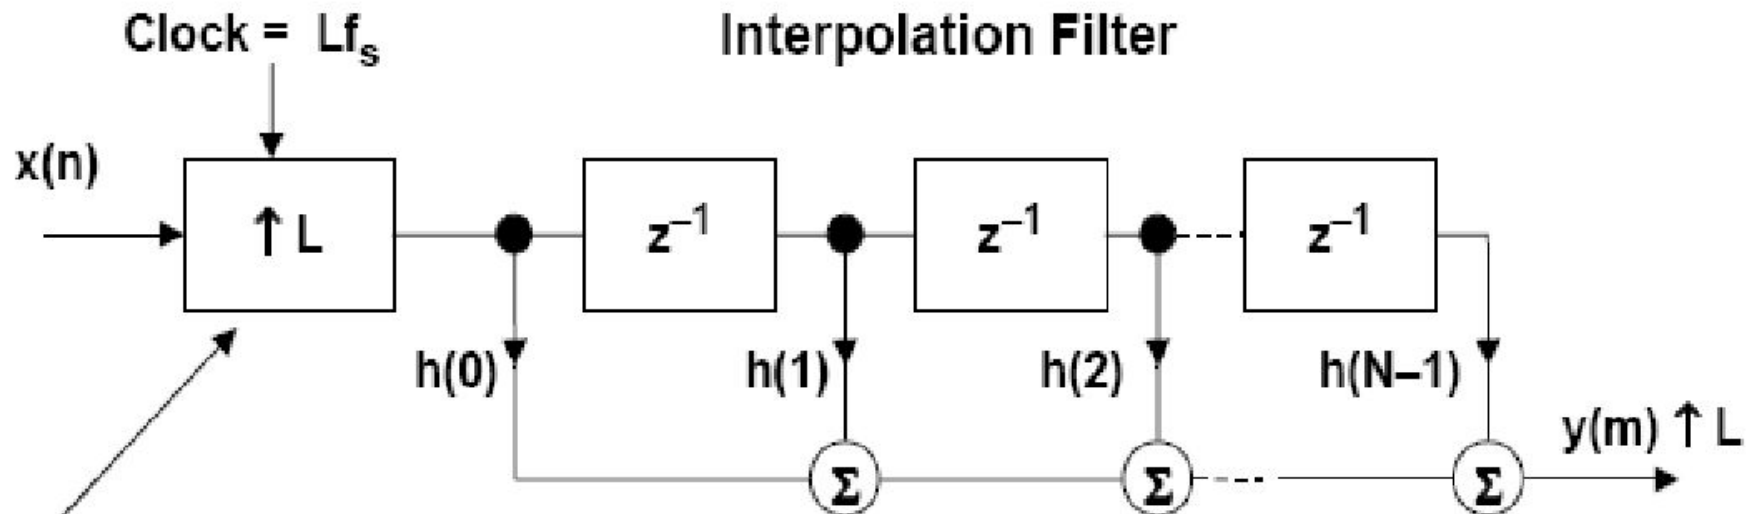 Clock = Lfₛ
Interpolation Filter
x(n)
↑ L
z⁻¹
z⁻¹
z⁻¹
h(0)
h(1)
h(2)
h(N–1)
y(m) ↑ L
Σ
Σ
Σ